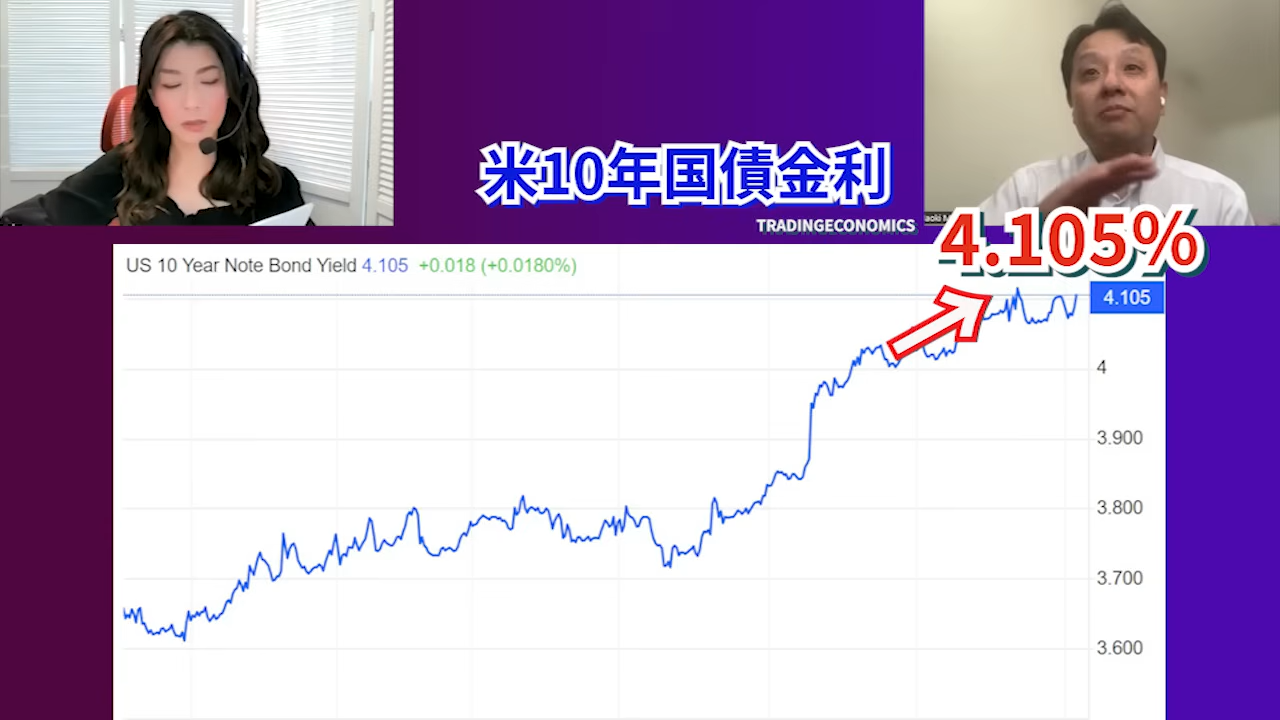 米10年国債金利
TRADINGECONOMICS
4.105%
US 10 Year Note Bond Yield 4.105 +0.018 (+0.0180%)
4.105
4
3.900
3.800
3.700
3.600